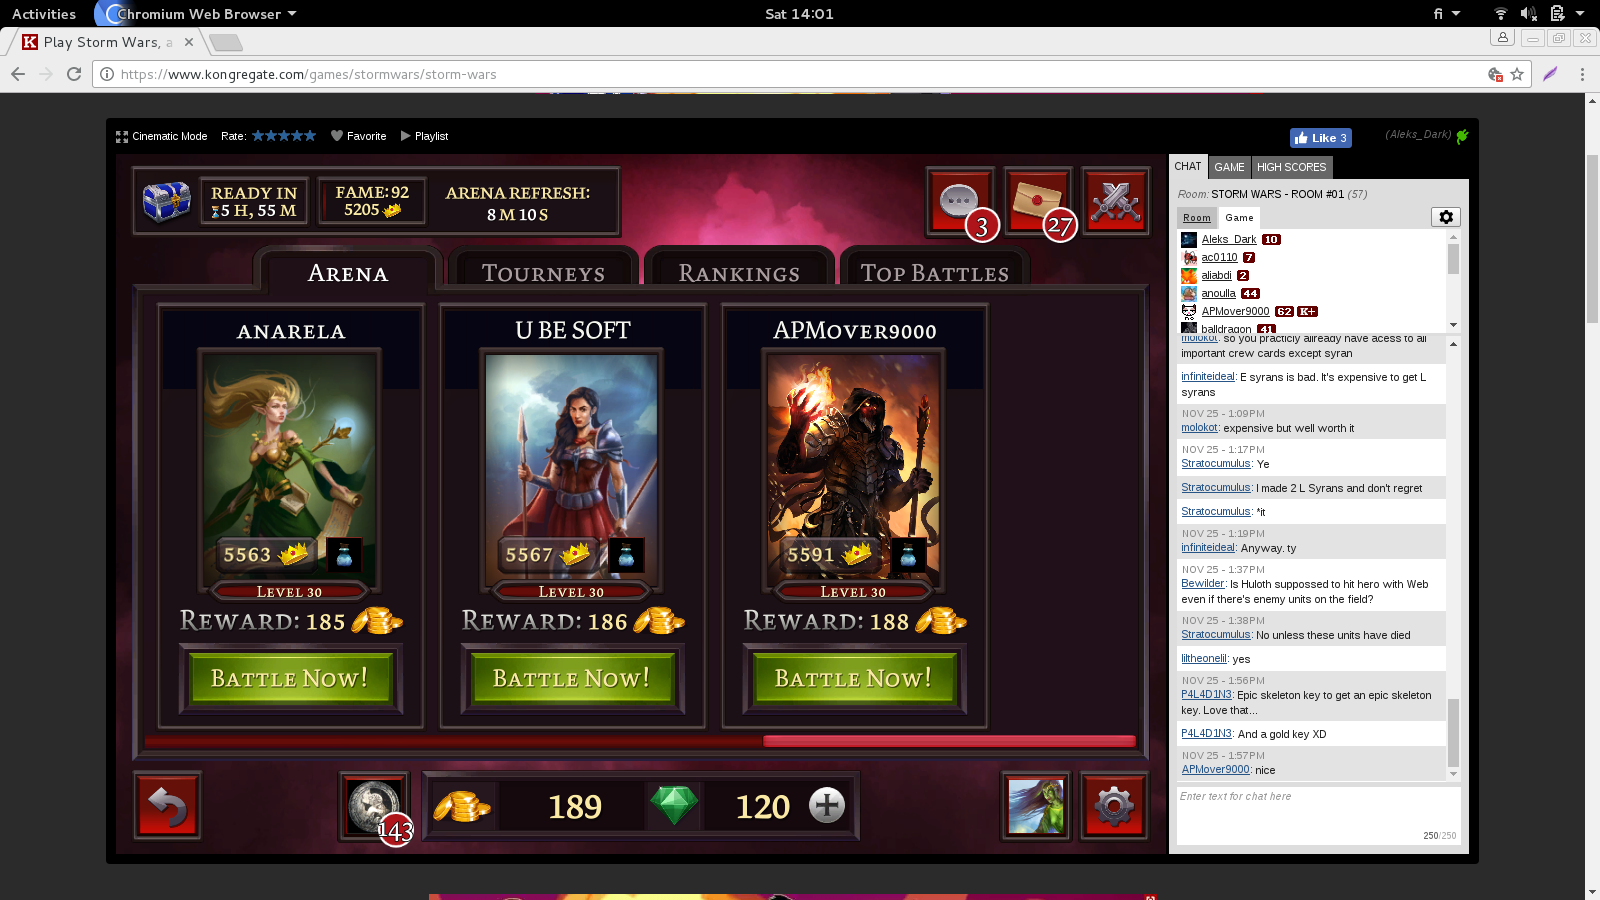 Activities
Chromium Web Browser
Sat 14:01
fi
Play Storm Wars, a
https://www.kongregate.com/games/stormwars/storm-wars
Cinematic Mode
Rate:
Favorite
Playlist
Like 3
(Aleks_Dark)
READY IN
5 H, 55 M
FAME: 92
5205
ARENA REFRESH:
8 M 10S
3
27
ARENA
TOURNEYS
RANKINGS
TOP BATTLES
ANARELA
5563
LEVEL 30
REWARD: 185
BATTLE NOW!
U BE SOFT
5567
LEVEL 30
REWARD: 186
BATTLE NOW!
APMOVER9000
5591
LEVEL 30
REWARD: 188
BATTLE NOW!
143
189
120
CHAT
GAME
HIGH SCORES
Room: STORM WARS - ROOM #01 (57)
Room
Game
Aleks_Dark 10
ac0110 7
aliabdi 2
anoulla 44
APMover9000 62 K+
balldragon 41
molokot: so you practicly allready have acess to all
important crew cards except syran
infiniteideal: E syrans is bad. It's expensive to get L
syrans
NOV 25 - 1:09PM
molokot: expensive but well worth it
NOV 25 - 1:17PM
Stratocumulus: Ye
Stratocumulus: I made 2 L Syrans and don't regret
Stratocumulus: *it
NOV 25 - 1:19PM
infiniteideal: Anyway. ty
NOV 25 - 1:37PM
Bewilder: Is Huloth suppossed to hit hero with Web
even if there's enemy units on the field?
NOV 25 - 1:38PM
Stratocumulus: No unless these units have died
liltheonelil: yes
NOV 25 - 1:56PM
P4L4D1N3: Epic skeleton key to get an epic skeleton
key. Love that...
P4L4D1N3: And a gold key XD
NOV 25 - 1:57PM
APMover9000: nice
Enter text for chat here
250/250